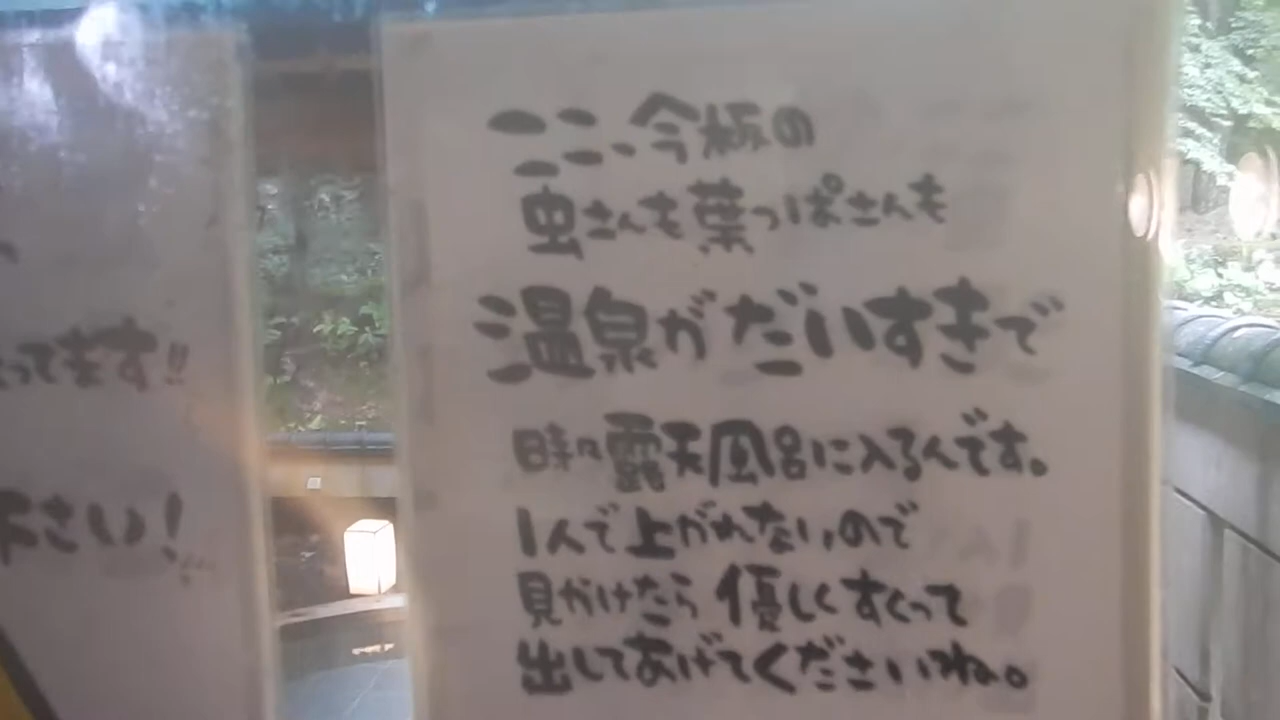 ってます!!
下さい!
ここ、今極の
虫さんも葉っぱさんも
温泉がだいすきで
時々露天風呂に入るんです。
1人で上がれないので
見かけたら優しくすくって
出してあげてくださいね。